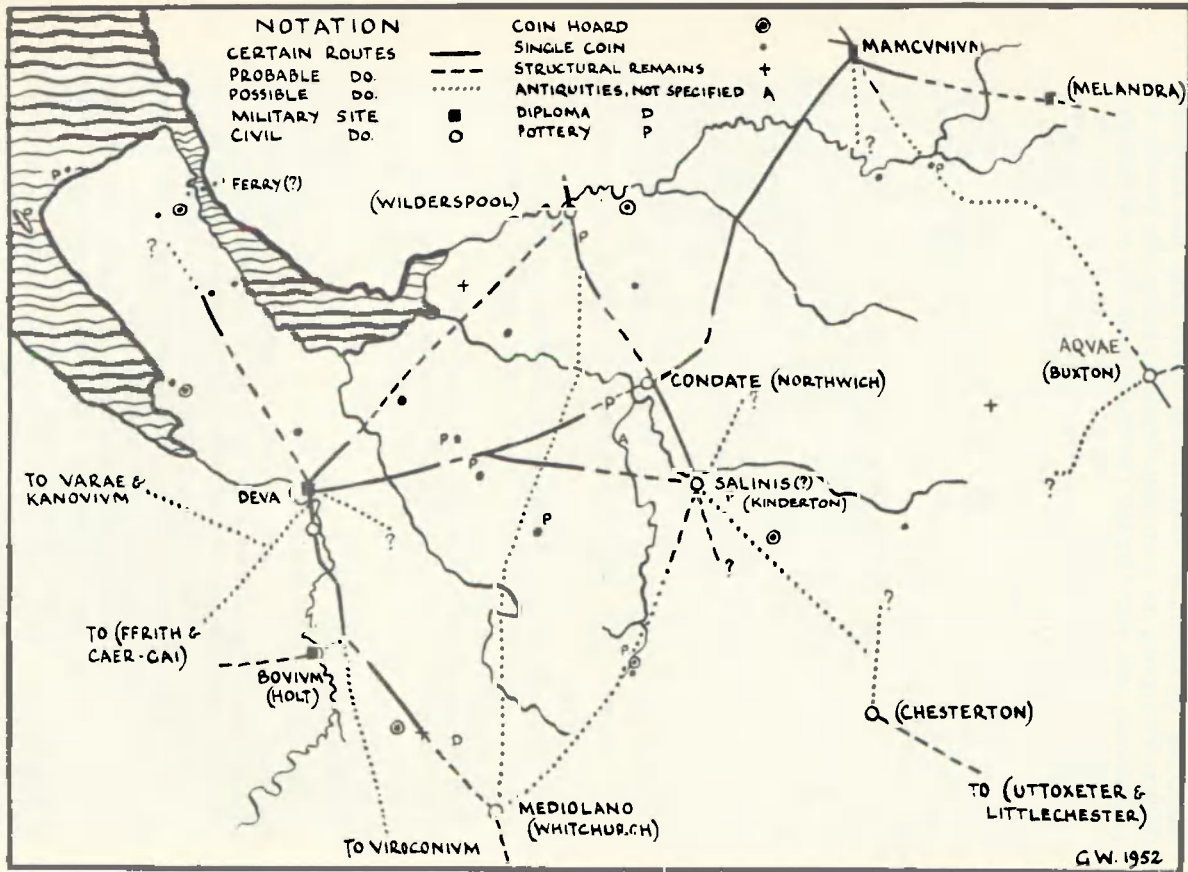 NOTATION
CERTAIN ROUTES
PROBABLE DO.
POSSIBLE DO.
MILITARY SITE
CIVIL DO.
COIN HOARD
SINGLE COIN
STRUCTURAL REMAINS +
ANTIQUITIES, NOT SPECIFIED A
DIPLOMA D
POTTERY P
MAMCVNIVM
(MELANDRA)
?
P
P
FERRY(?)
(WILDERSPOOL)
P
?
AQVAE
(BUXTON)
CONDATE (NORTHWICH)
P
?
A
P
P
?
TO VARAE &
KANOVIVM
DEVA
SALINIS(?)
(KINDERTON)
P
?
?
?
TO (FFRITH &
CAER-GAI)
P
BOVIVM
(HOLT)
(CHESTERTON)
D
MEDIOLANO
(WHITCHURCH)
TO (UTTOXETER &
LITTLECHESTER)
TO VIROCONIVM
G.W. 1952